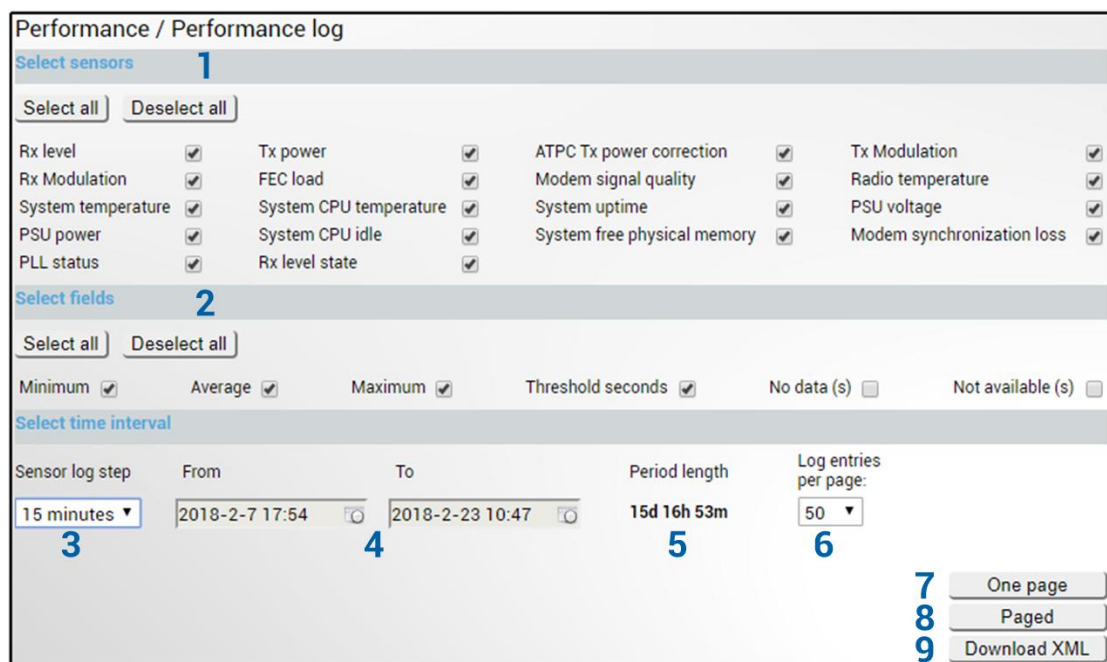 Performance / Performance log
Select sensors 1
Select all Deselect all
Rx level Tx power ATPC Tx power correction Tx Modulation
Rx Modulation FEC load Modem signal quality Radio temperature
System temperature System CPU temperature System uptime PSU voltage
PSU power System CPU idle System free physical memory Modem synchronization loss
PLL status Rx level state
Select fields 2
Select all Deselect all
Minimum Average Maximum Threshold seconds No data (s) Not available (s)
Select time interval
Sensor log step From To Period length Log entries
per page:
15 minutes 2018-2-7 17:54 2018-2-23 10:47 15d 16h 53m 50
3 4 5 6
7 One page
8 Paged
9 Download XML